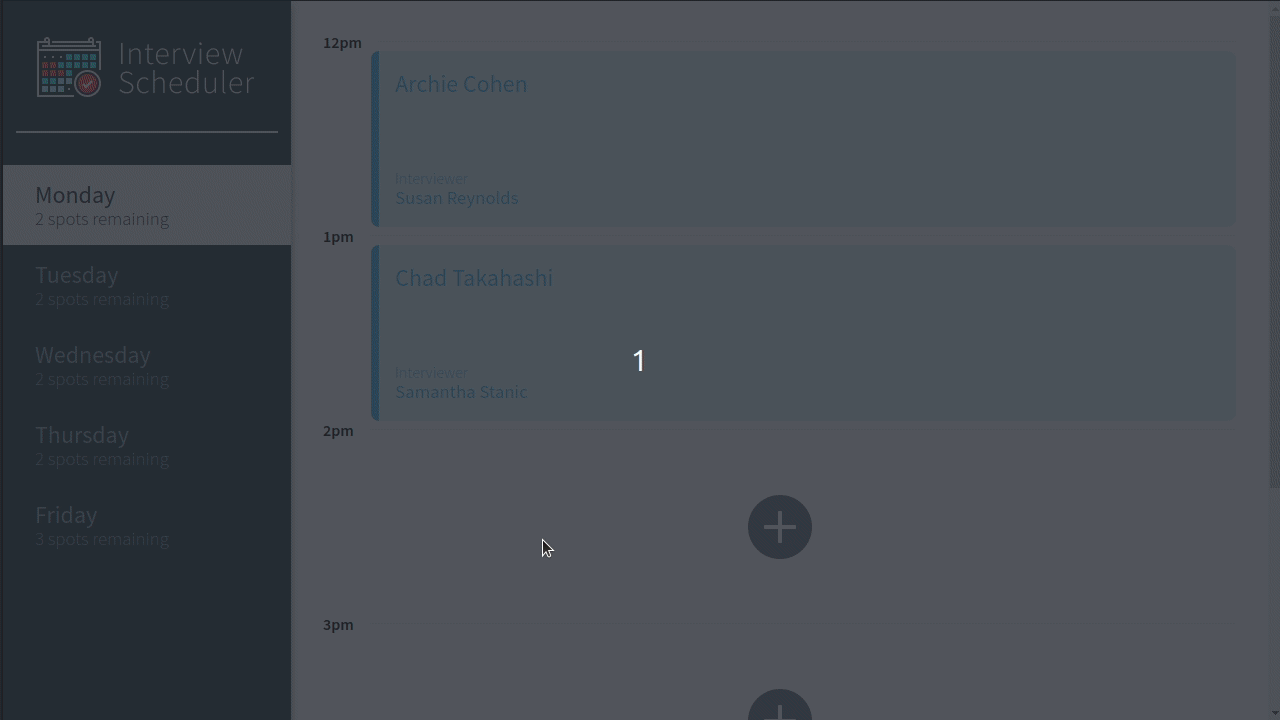 Interview
Scheduler
Monday
2 spots remaining
Tuesday
2 spots remaining
Wednesday
2 spots remaining
Thursday
2 spots remaining
Friday
3 spots remaining
12pm
Archie Cohen
Interviewer
Susan Reynolds
1pm
Chad Takahashi
1
Interviewer
Samantha Stanic
2pm
3pm